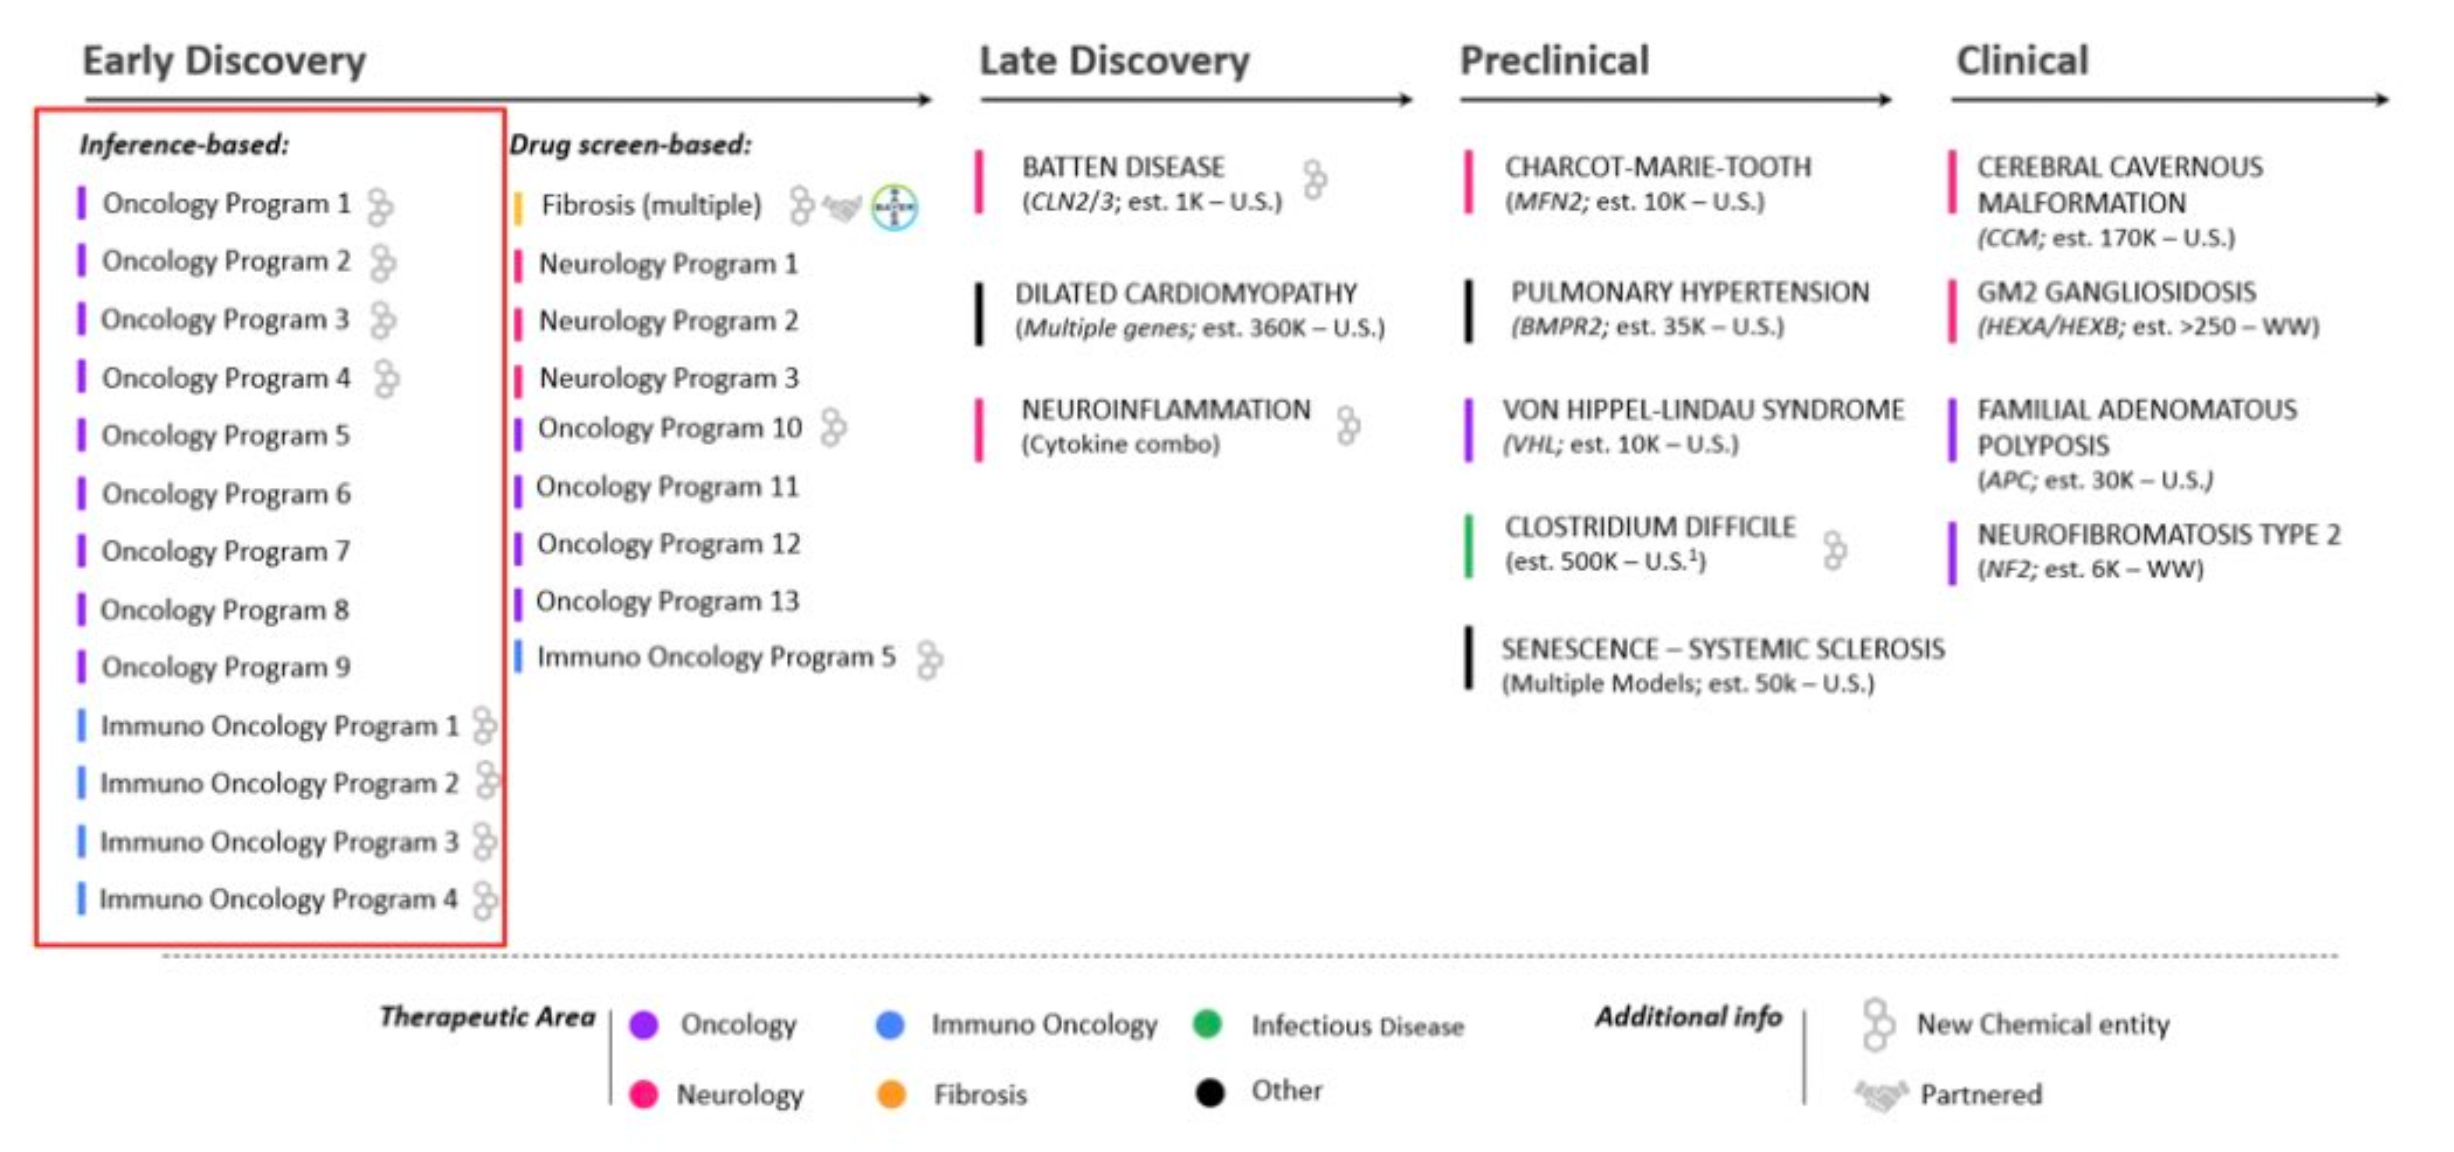 Early Discovery
Inference-based:
Oncology Program 1
Oncology Program 2
Oncology Program 3
Oncology Program 4
Oncology Program 5
Oncology Program 6
Oncology Program 7
Oncology Program 8
Oncology Program 9
Immuno Oncology Program 1
Immuno Oncology Program 2
Immuno Oncology Program 3
Immuno Oncology Program 4
Drug screen-based:
Fibrosis (multiple)
BAYER
Neurology Program 1
Neurology Program 2
Neurology Program 3
Oncology Program 10
Oncology Program 11
Oncology Program 12
Oncology Program 13
Immuno Oncology Program 5
Late Discovery
BATTEN DISEASE
(CLN2/3; est. 1K – U.S.)
DILATED CARDIOMYOPATHY
(Multiple genes; est. 360K – U.S.)
NEUROINFLAMMATION
(Cytokine combo)
Preclinical
CHARCOT-MARIE-TOOTH
(MFN2; est. 10K – U.S.)
PULMONARY HYPERTENSION
(BMPR2; est. 35K – U.S.)
VON HIPPEL-LINDAU SYNDROME
(VHL; est. 10K – U.S.)
CLOSTRIDIUM DIFFICILE
(est. 500K – U.S.¹)
SENESCENCE – SYSTEMIC SCLEROSIS
(Multiple Models; est. 50k – U.S.)
Clinical
CEREBRAL CAVERNOUS
MALFORMATION
(CCM; est. 170K – U.S.)
GM2 GANGLIOSIDOSIS
(HEXA/HEXB; est. >250 – WW)
FAMILIAL ADENOMATOUS
POLYPOSIS
(APC; est. 30K – U.S.)
NEUROFIBROMATOSIS TYPE 2
(NF2; est. 6K – WW)
Therapeutic Area
Oncology
Immuno Oncology
Infectious Disease
Neurology
Fibrosis
Other
Additional info
New Chemical entity
Partnered